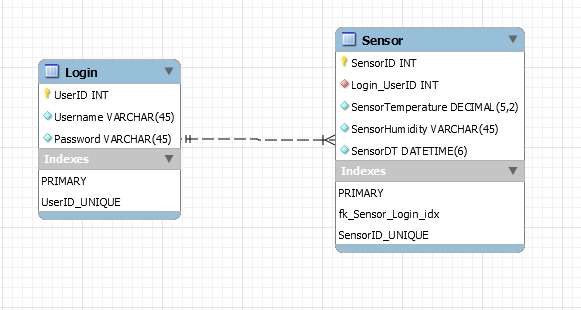 Login
UserID INT
Username VARCHAR(45)
Password VARCHAR(45)
Indexes
PRIMARY
UserID_UNIQUE
Sensor
SensorID INT
Login_UserID INT
SensorTemperature DECIMAL(5,2)
SensorHumidity VARCHAR(45)
SensorDT DATETIME(6)
Indexes
PRIMARY
fk_Sensor_Login_idx
SensorID_UNIQUE